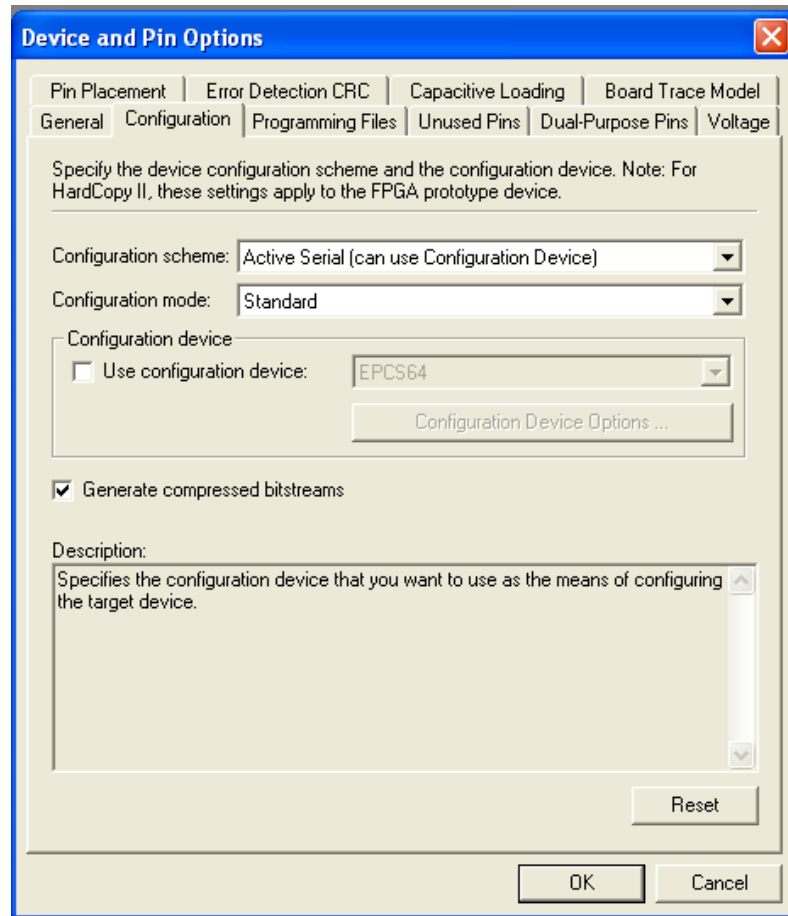 Device and Pin Options
Pin Placement Error Detection CRC Capacitive Loading Board Trace Model
General Configuration Programming Files Unused Pins Dual-Purpose Pins Voltage
Specify the device configuration scheme and the configuration device. Note: For
HardCopy II, these settings apply to the FPGA prototype device.
Configuration scheme: Active Serial (can use Configuration Device)
Configuration mode: Standard
Configuration device
Use configuration device: EPCS64
Configuration Device Options ...
Generate compressed bitstreams
Description:
Specifies the configuration device that you want to use as the means of configuring
the target device.
Reset
OK Cancel